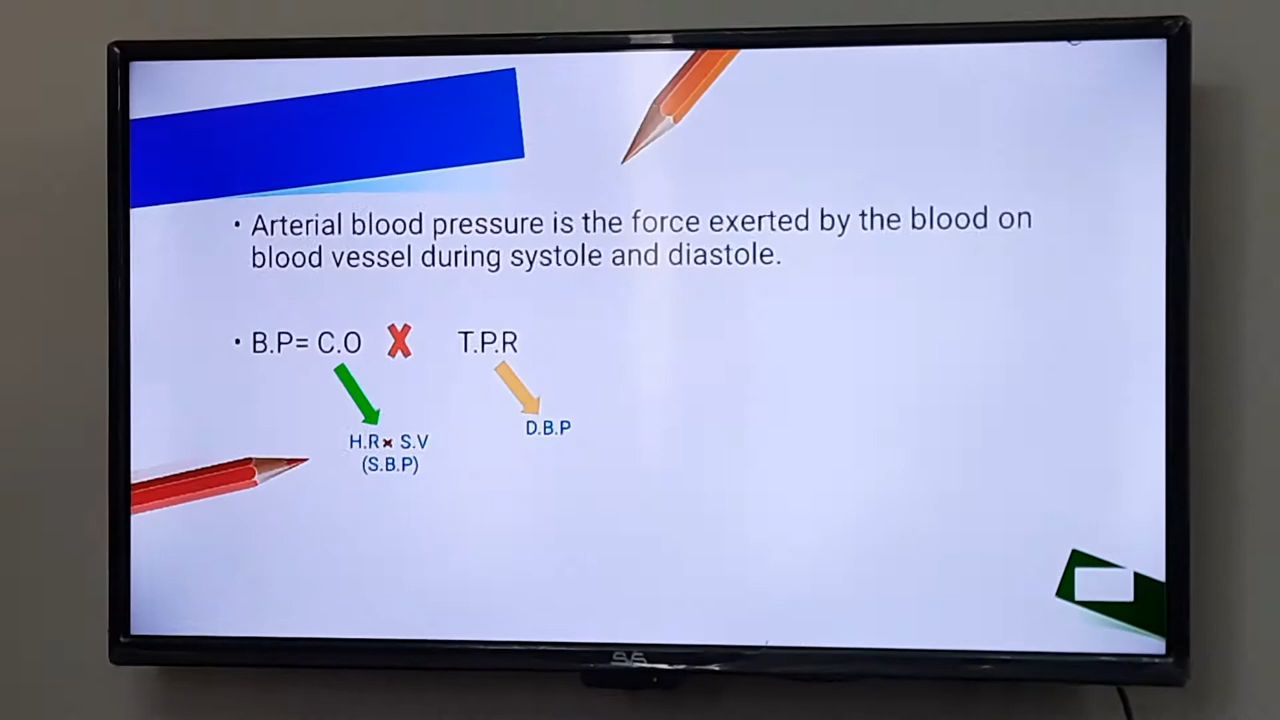 • Arterial blood pressure is the force exerted by the blood on
blood vessel during systole and diastole.
• B.P= C.O X T.P.R
D.B.P
H.R× S.V
(S.B.P)